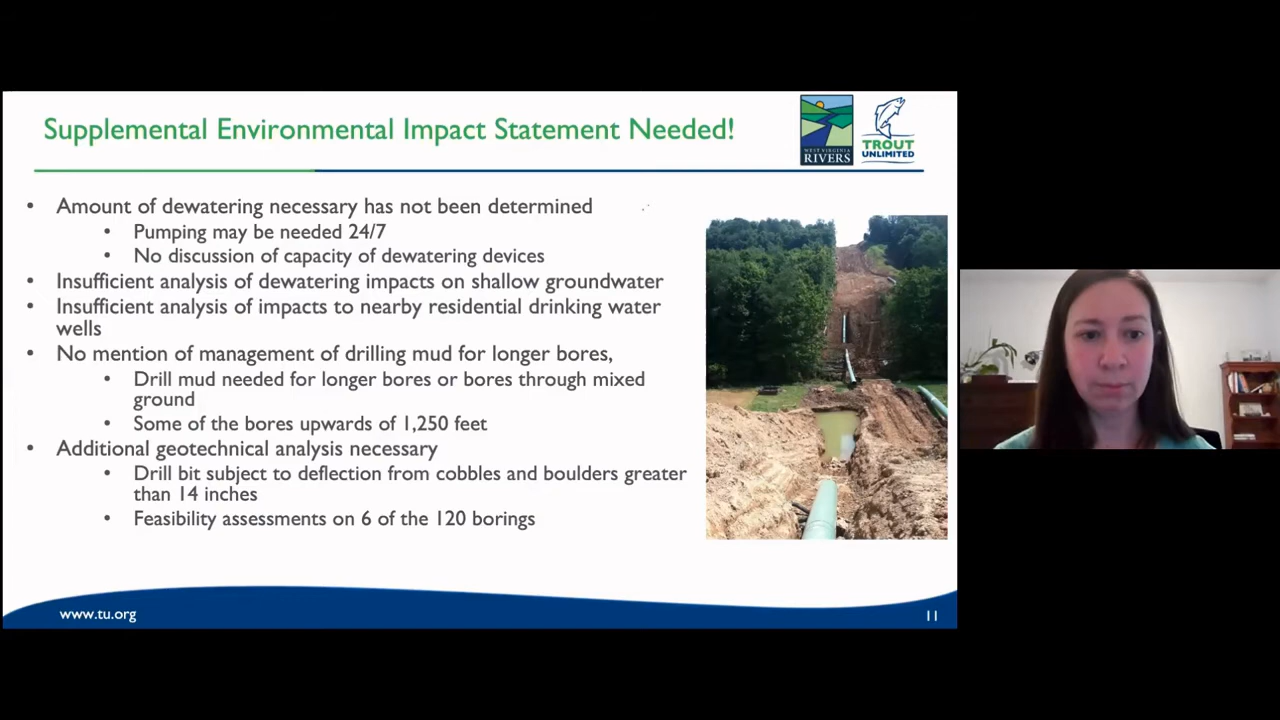 Supplemental Environmental Impact Statement Needed!
WEST VIRGINIA
RIVERS
TROUT
UNLIMITED
• Amount of dewatering necessary has not been determined
• Pumping may be needed 24/7
• No discussion of capacity of dewatering devices
• Insufficient analysis of dewatering impacts on shallow groundwater
• Insufficient analysis of impacts to nearby residential drinking water
wells
• No mention of management of drilling mud for longer bores,
• Drill mud needed for longer bores or bores through mixed
ground
• Some of the bores upwards of 1,250 feet
• Additional geotechnical analysis necessary
• Drill bit subject to deflection from cobbles and boulders greater
than 14 inches
• Feasibility assessments on 6 of the 120 borings
www.tu.org
11